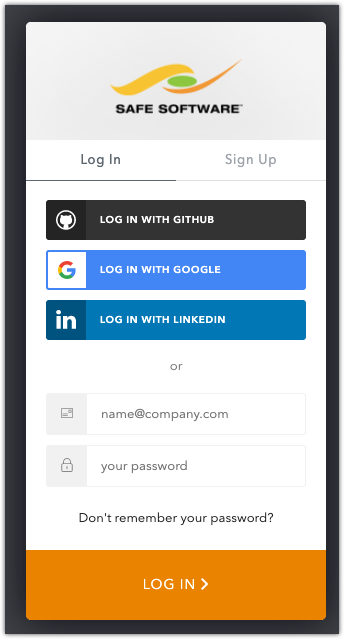 SAFE SOFTWARE™
Log In
Sign Up
LOG IN WITH GITHUB
LOG IN WITH GOOGLE
LOG IN WITH LINKEDIN
or
name@company.com
your password
Don't remember your password?
LOG IN